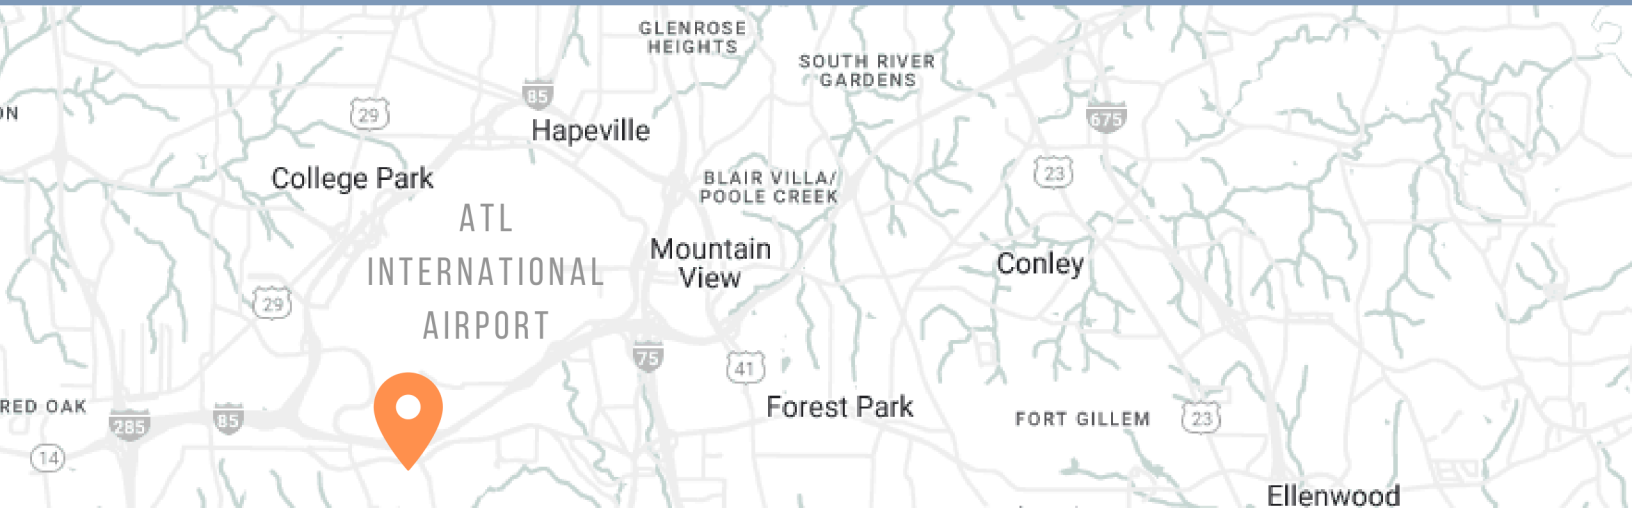 GLENROSE
HEIGHTS
SOUTH RIVER
GARDENS
85
29
ON
675
Hapeville
College Park
23
BLAIR VILLA/
POOLE CREEK
ATL
INTERNATIONAL
AIRPORT
Mountain
View
Conley
29
75
41
RED OAK
285
85
Forest Park
FORT GILLEM
23
14
Ellenwood